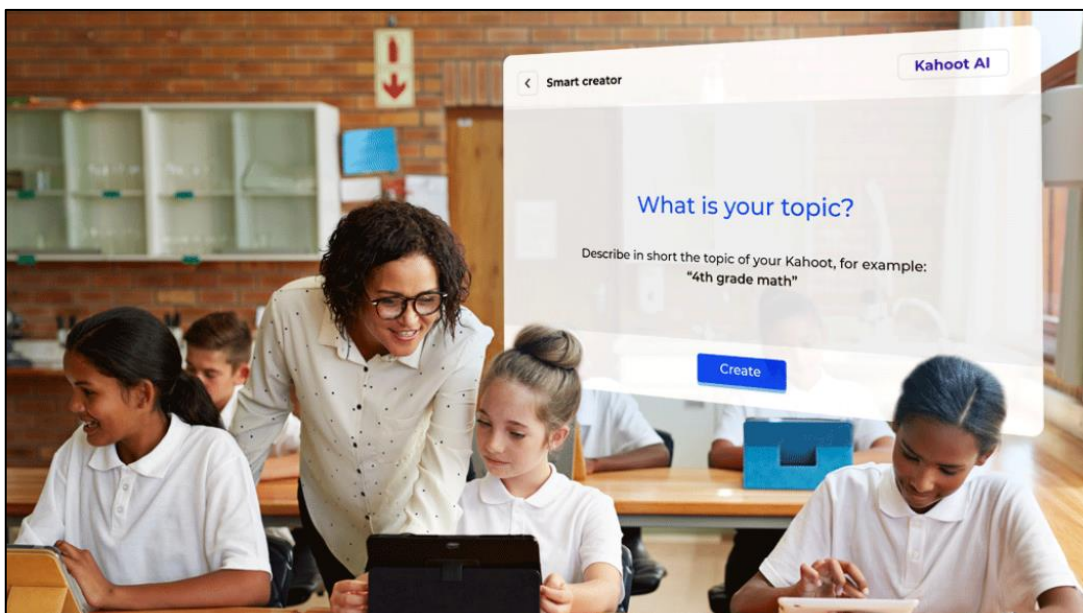 Smart creator
Kahoot AI
What is your topic?
Describe in short the topic of your Kahoot, for example:
"4th grade math"
Create